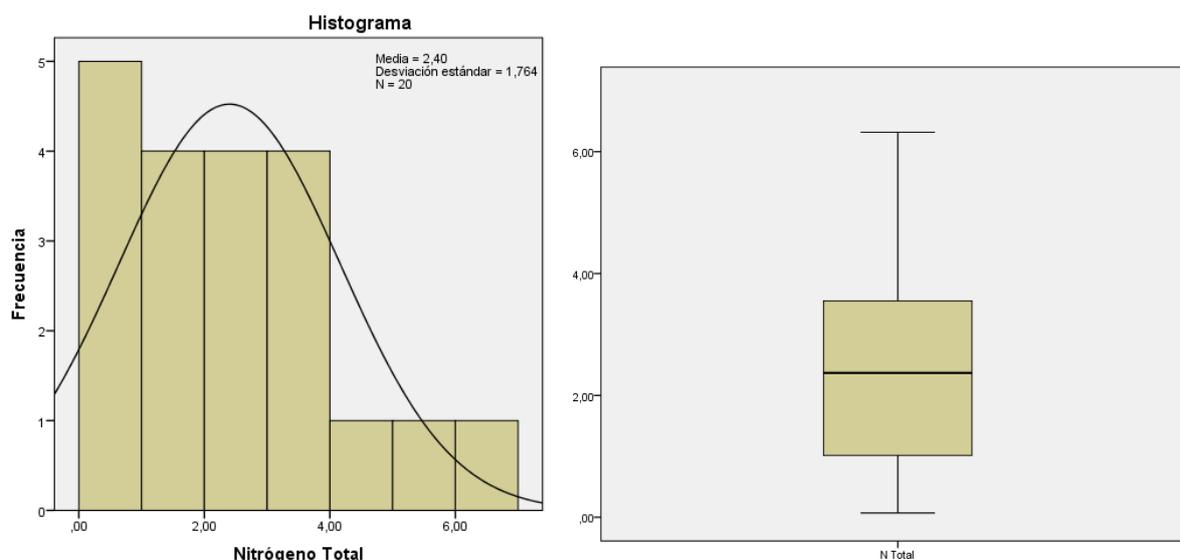 Histograma
Media = 2,40
Desviación estándar = 1,764
N = 20
Frecuencia
5
4
3
2
1
0
,00
2,00
4,00
6,00
Nitrógeno Total
6,00
4,00
2,00
,00
N Total